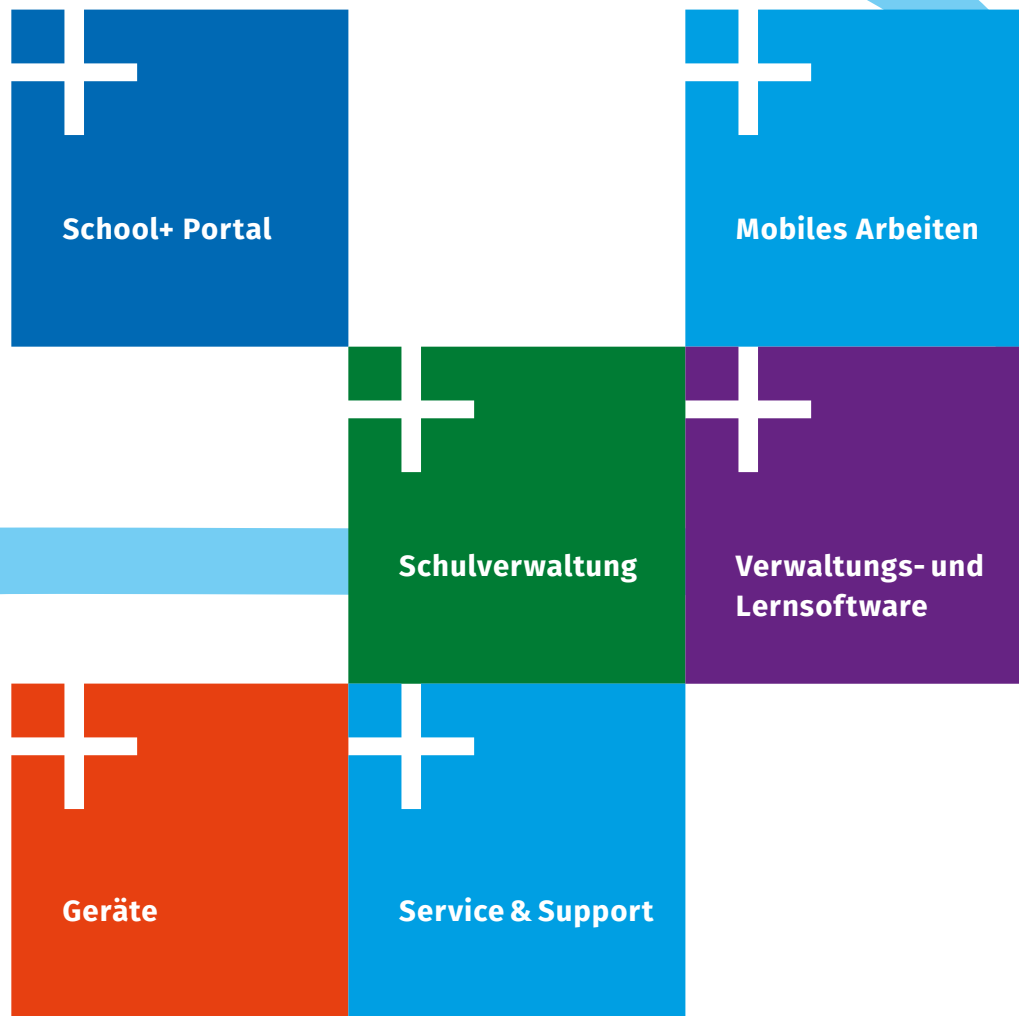 School+ Portal
Mobiles Arbeiten
Schulverwaltung
Verwaltungs- und
Lernsoftware
Geräte
Service & Support